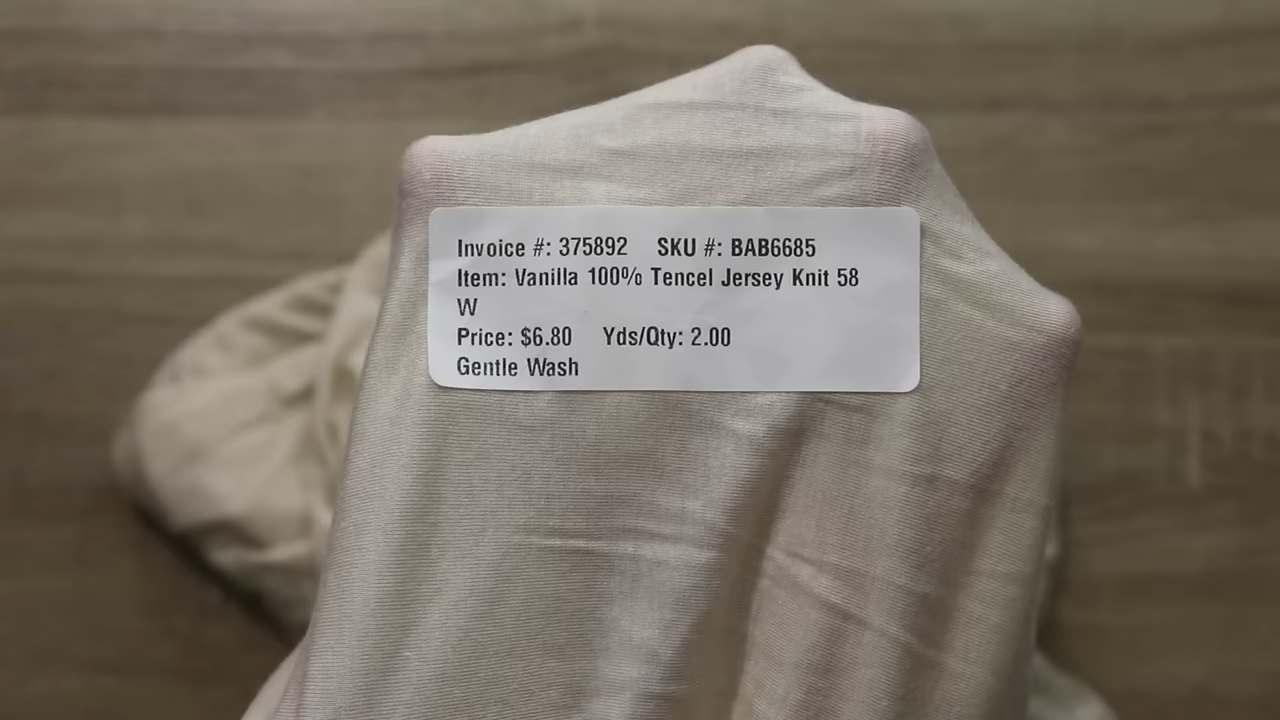 Invoice #: 375892 SKU #: BAB6685
Item: Vanilla 100% Tencel Jersey Knit 58
W
Price: $6.80 Yds/Qty: 2.00
Gentle Wash